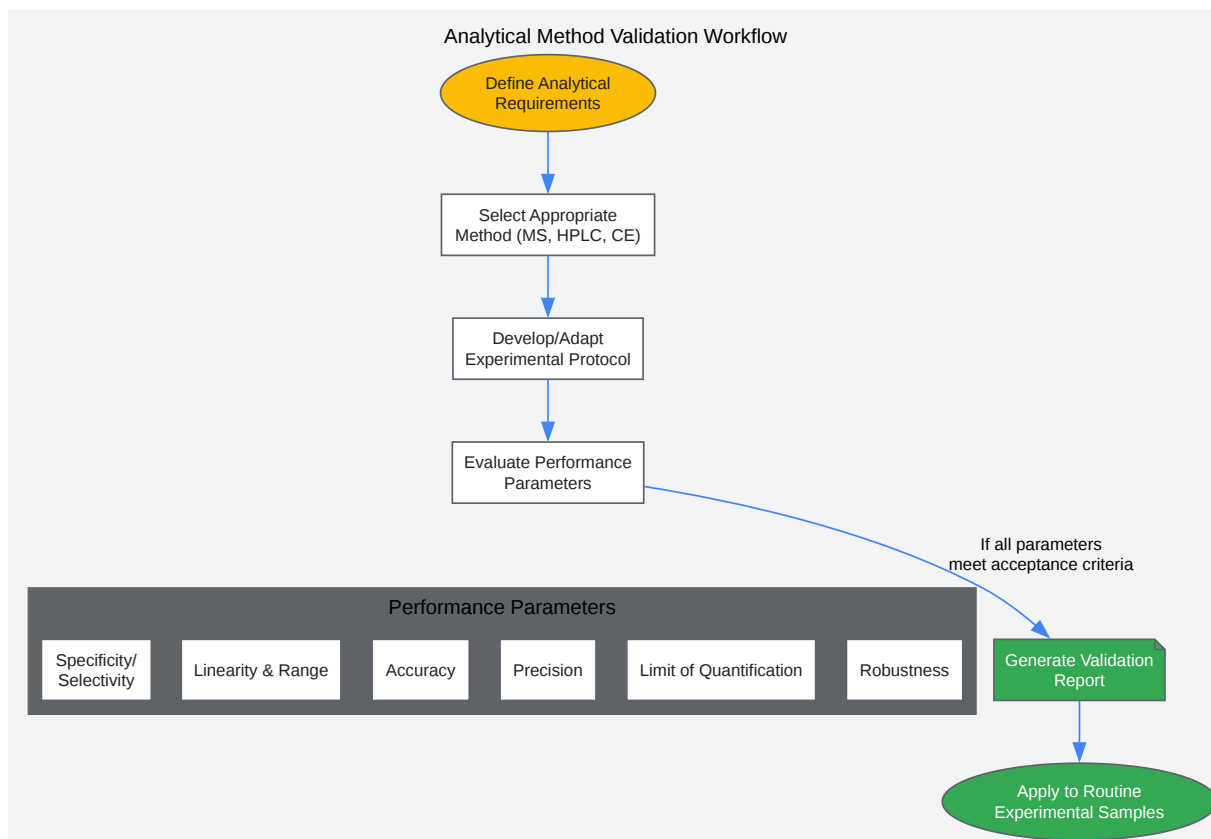 Analytical Method Validation Workflow
Define Analytical
Requirements
Select Appropriate
Method (MS, HPLC, CE)
Develop/Adapt
Experimental Protocol
Evaluate Performance
Parameters
If all parameters
meet acceptance criteria
Performance Parameters
Specificity/
Selectivity
Linearity & Range
Accuracy
Precision
Limit of Quantification
Robustness
Generate Validation
Report
Apply to Routine
Experimental Samples